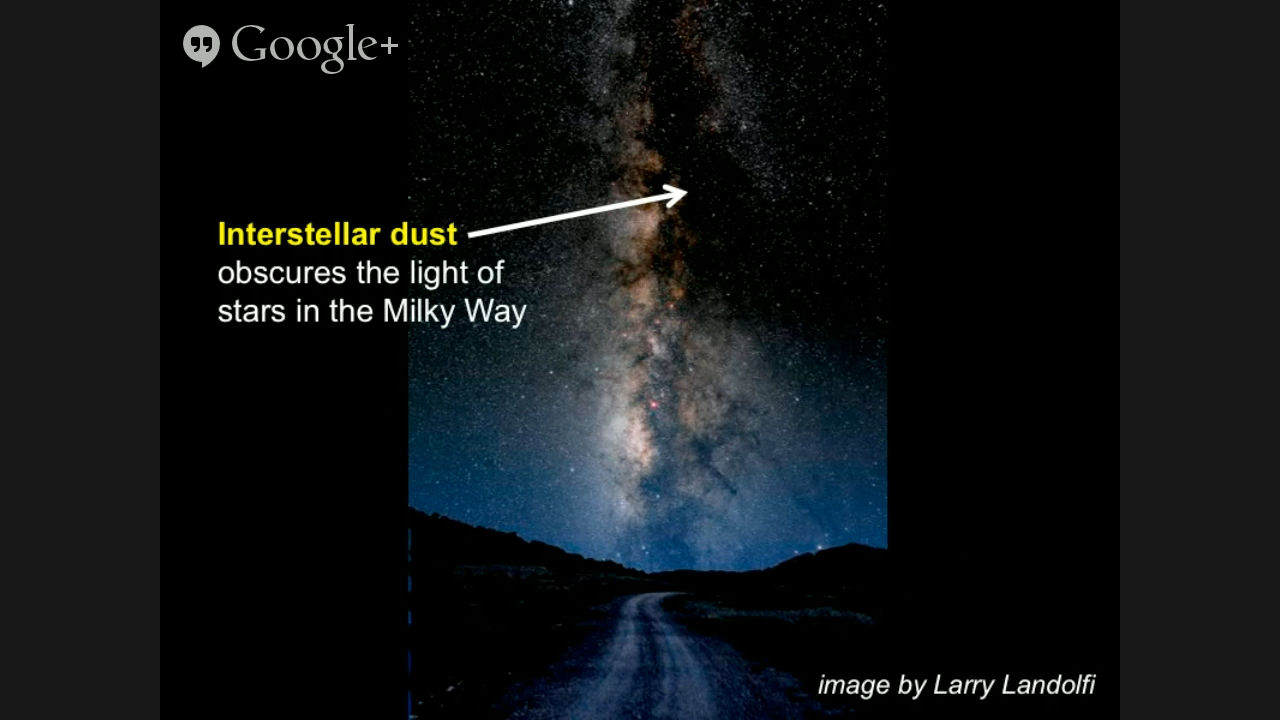 Google+
Interstellar dust
obscures the light of
stars in the Milky Way
image by Larry Landolfi